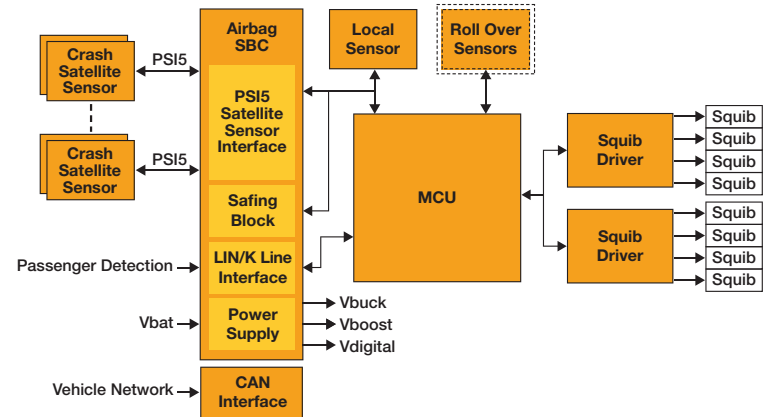 Airbag
SBC
Local
Sensor
Roll Over
Sensors
Crash
Satellite
Sensor
PSI5
PSI5
Satellite
Sensor
Interface
Crash
Satellite
Sensor
PSI5
Safing
Block
MCU
Squib
Driver
Squib
Squib
Squib
Squib
Squib
Driver
Squib
Squib
Squib
Squib
Passenger Detection
LIN/K Line
Interface
Vbat
Power
Supply
Vbuck
Vboost
Vdigital
Vehicle Network
CAN
Interface